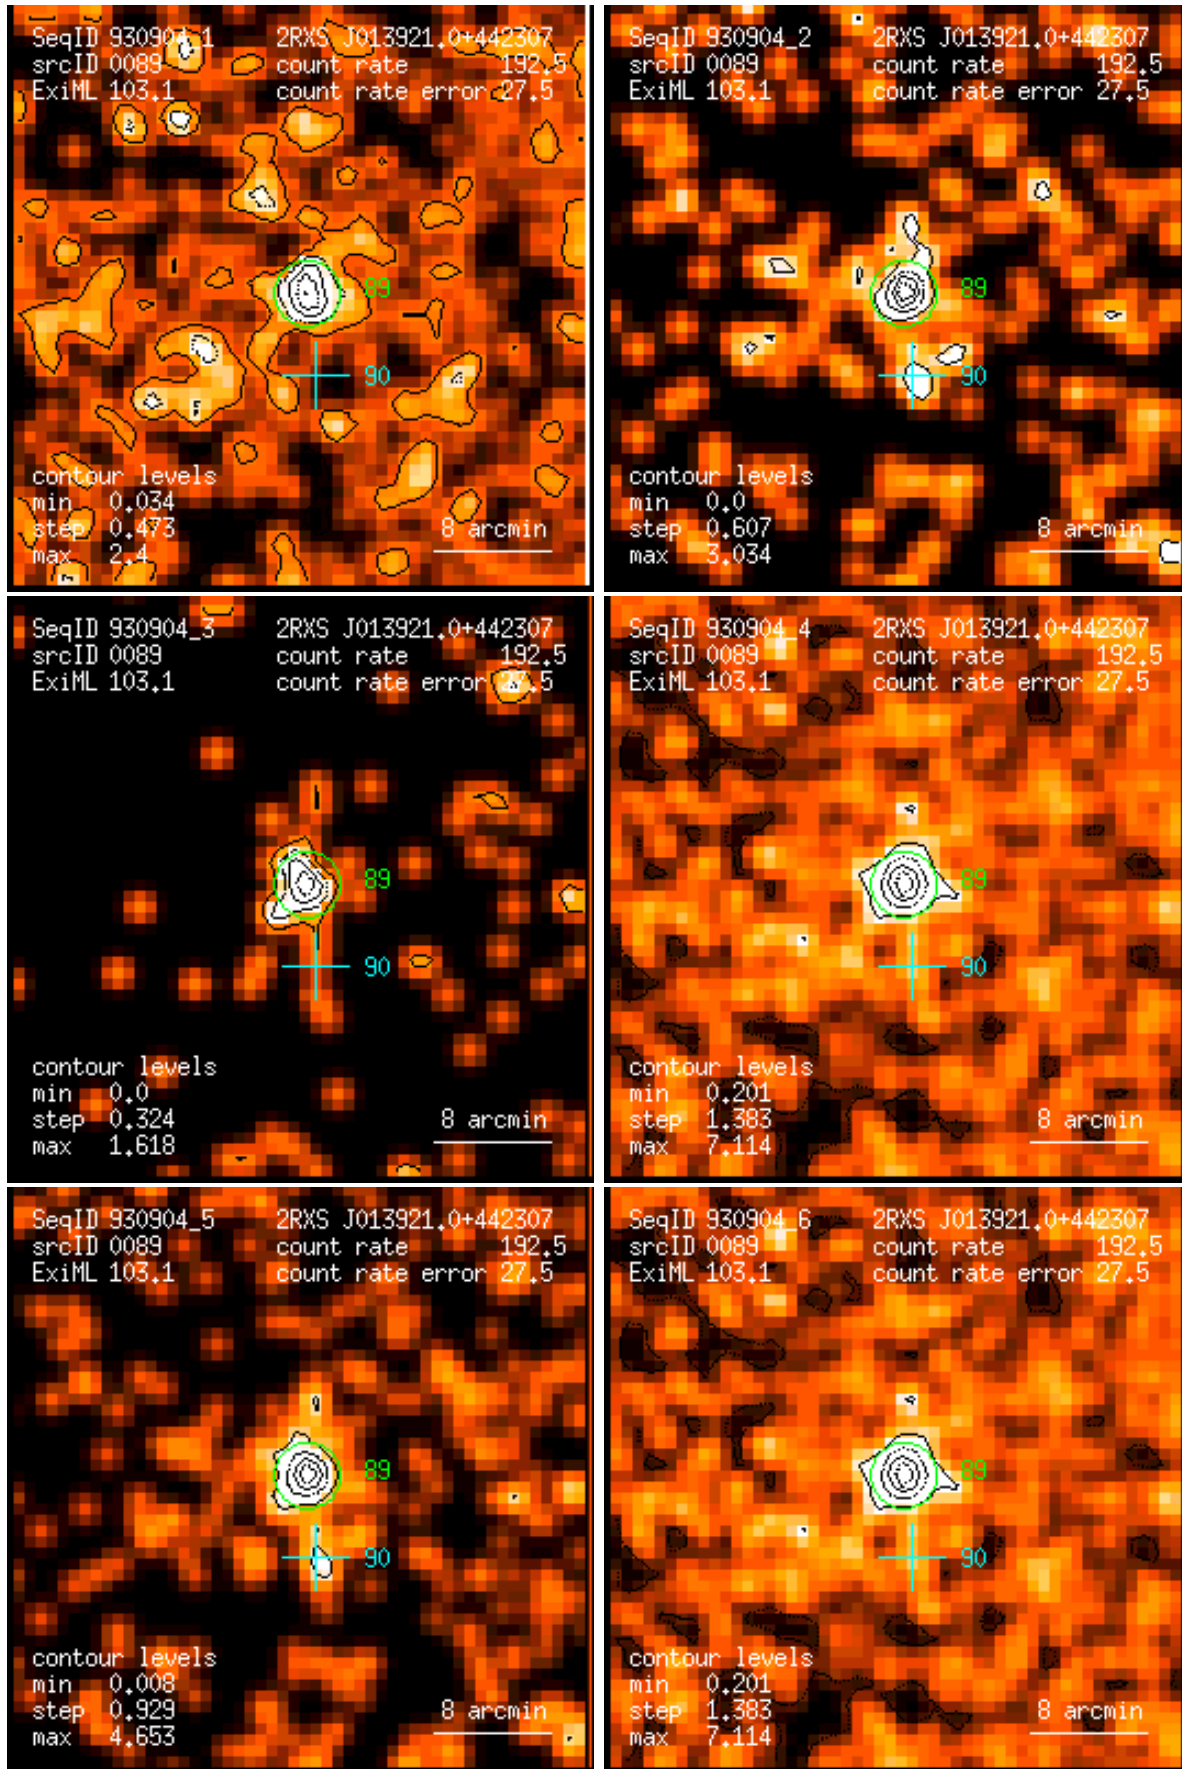 SeqID 930904_1 2RXS J013921.0+442307
srcID 0089 count rate 192.5
ExiML 103.1 count rate error 27.5
89
90
contour levels
min 0.034
step 0.473 8 arcmin
max 2.4
SeqID 930904_2 2RXS J013921.0+442307
srcID 0089 count rate 192.5
ExiML 103.1 count rate error 27.5
89
90
contour levels
min 0.0
step 0.607 8 arcmin
max 3.034
SeqID 930904_3 2RXS J013921.0+442307
srcID 0089 count rate 192.5
ExiML 103.1 count rate error 27.5
89
90
contour levels
min 0.0
step 0.324 8 arcmin
max 1.618
SeqID 930904_4 2RXS J013921.0+442307
srcID 0089 count rate 192.5
ExiML 103.1 count rate error 27.5
89
90
contour levels
min 0.201
step 1.383 8 arcmin
max 7.114
SeqID 930904_5 2RXS J013921.0+442307
srcID 0089 count rate 192.5
ExiML 103.1 count rate error 27.5
89
90
contour levels
min 0.008
step 0.929 8 arcmin
max 4.653
SeqID 930904_6 2RXS J013921.0+442307
srcID 0089 count rate 192.5
ExiML 103.1 count rate error 27.5
89
90
contour levels
min 0.201
step 1.383 8 arcmin
max 7.114